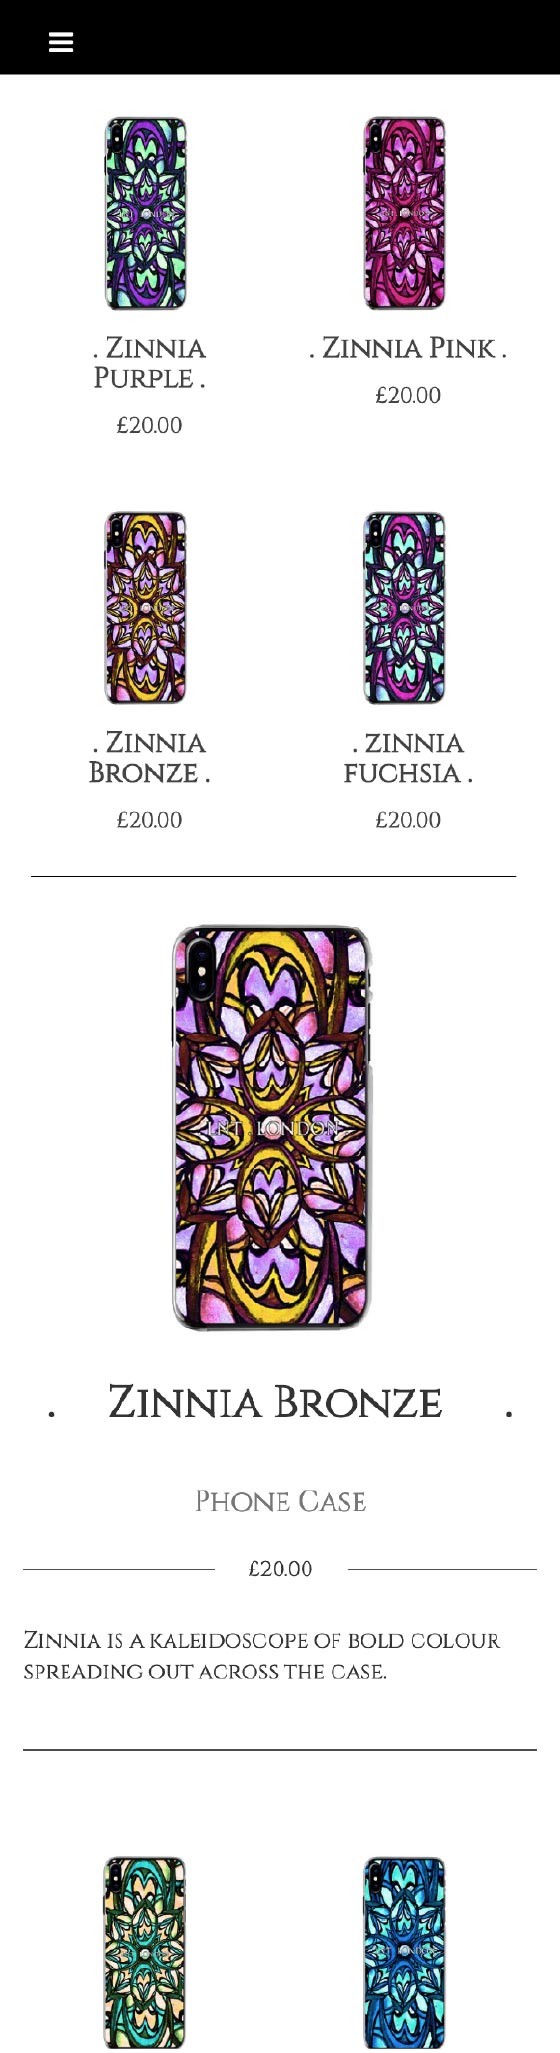 . Zinnia
Purple .
£20.00
. Zinnia Pink .
£20.00
. Zinnia
Bronze .
£20.00
. zinnia
fuchsia .
£20.00
LNT. LONDON.
. Zinnia Bronze .
Phone Case
£20.00
Zinnia is a kaleidoscope of bold colour
spreading out across the case.